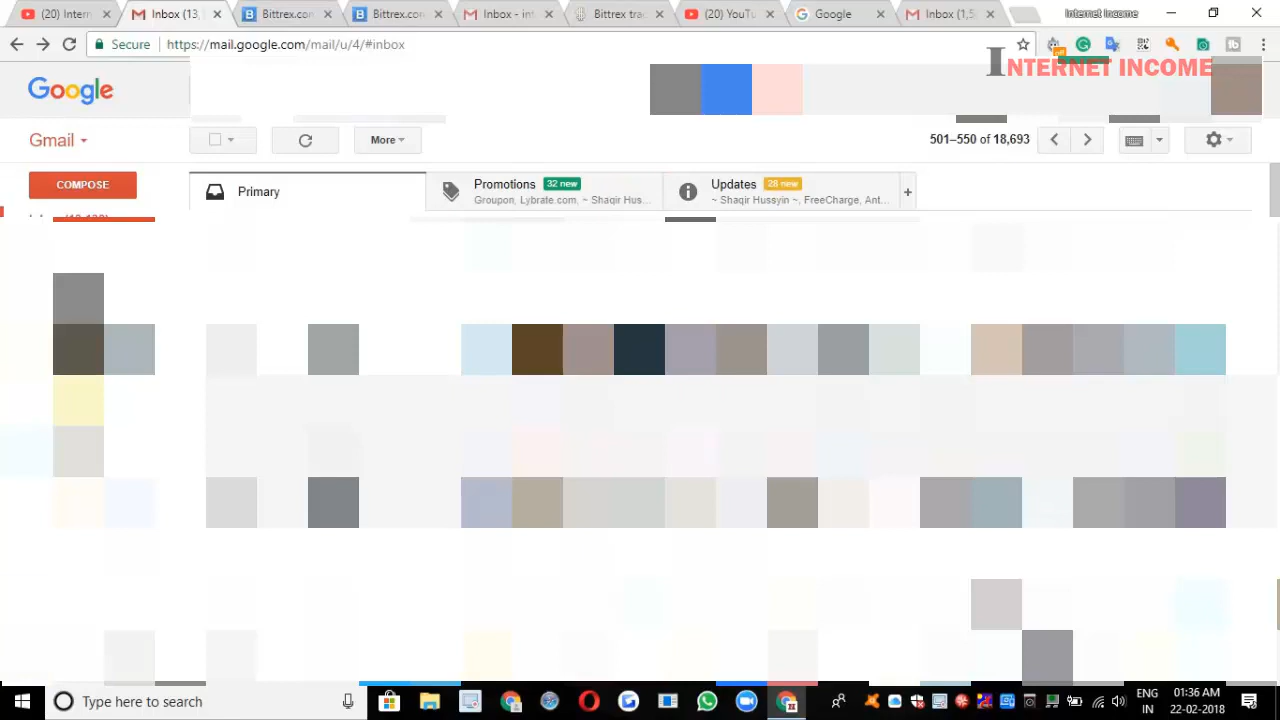 (20) Intern
Inbox (13,
Bittrex.con
Bittrex.con
Inbox - int
Bittrex tra
(20) YouTu
Google
Inbox (1,5
Internet Income
Secure
https://mail.google.com/mail/u/4/#inbox
off
INTERNET INCOME
Google
Gmail
More
501–550 of 18,693
COMPOSE
Primary
Promotions 32 new
Groupon, Lybrate.com, ~ Shaqir Hus...
Updates 28 new
~ Shaqir Hussyin ~, FreeCharge, Ant...
+
Type here to search
ENG
IN
01:36 AM
22-02-2018